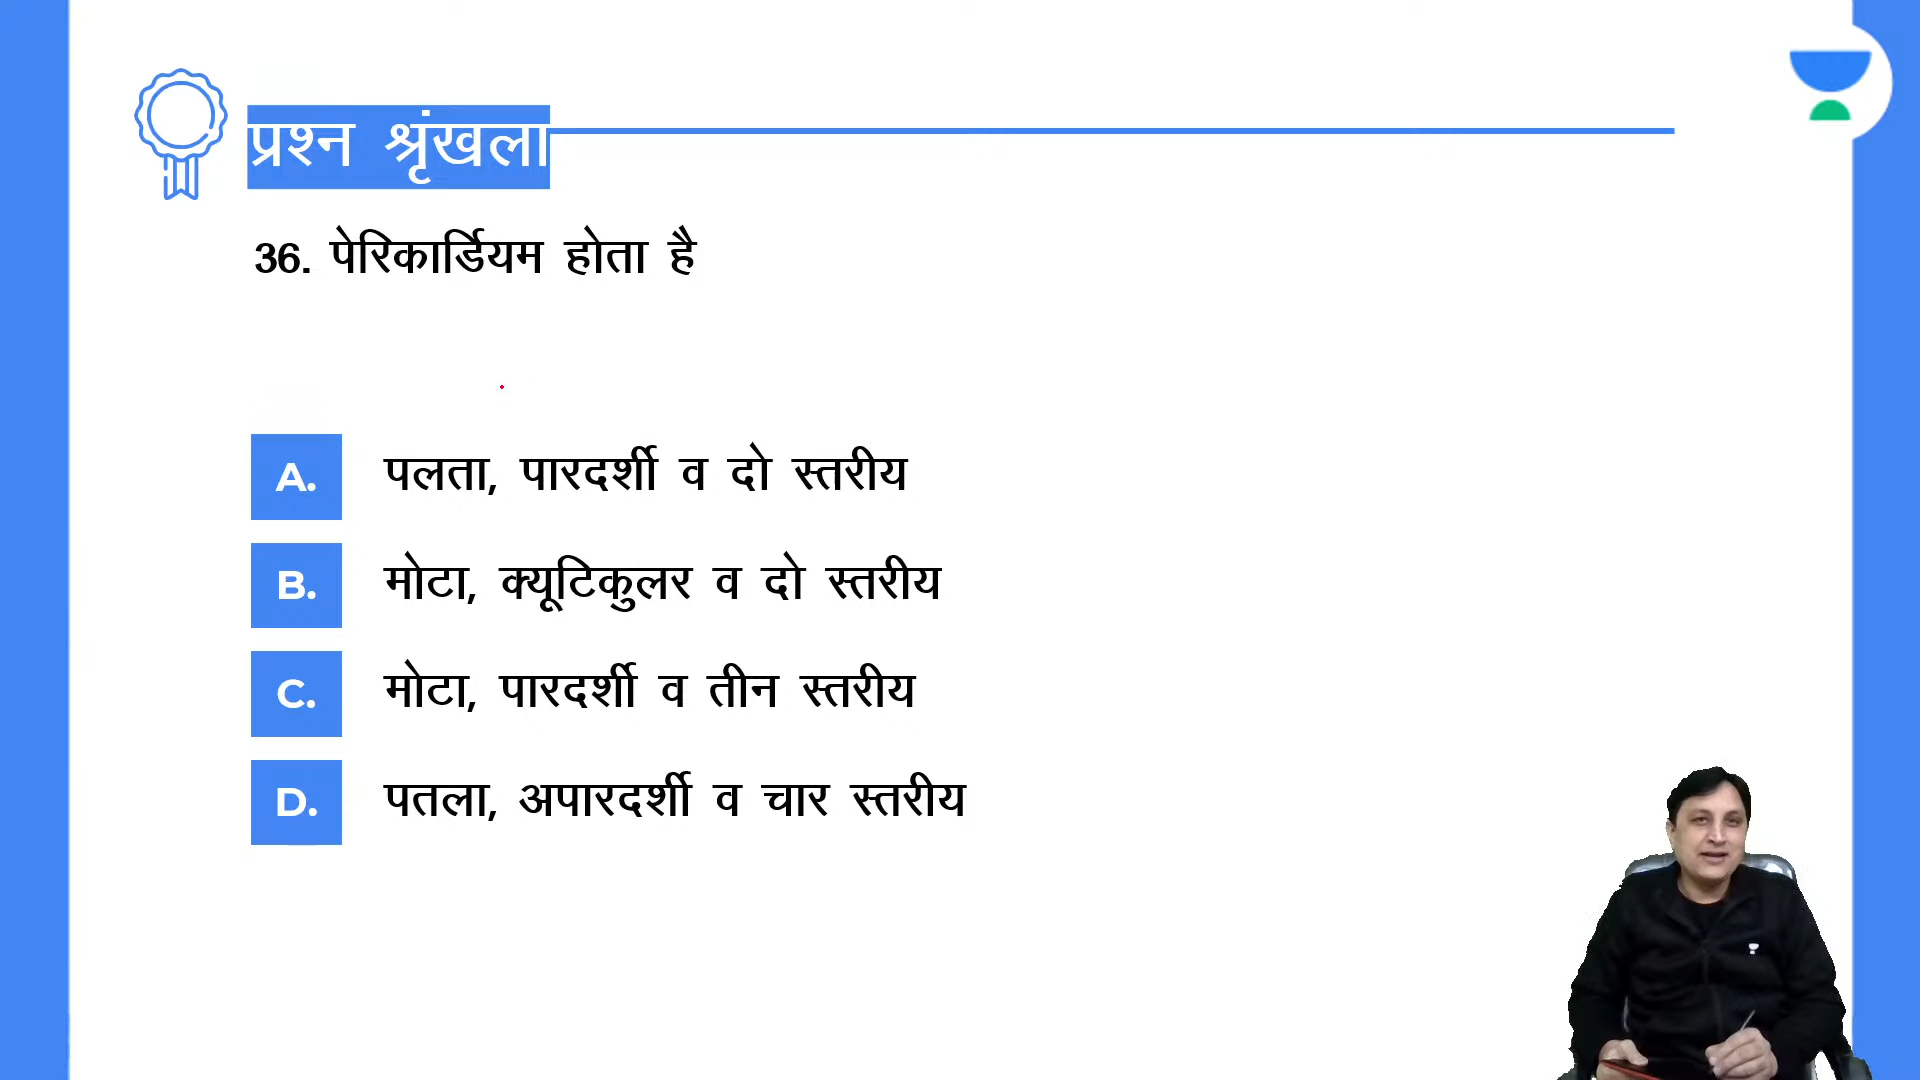 प्रश्न श्रृंखला
36. पेरिकार्डियम होता है
A. पलता, पारदर्शी व दो स्तरीय
B. मोटा, क्यूटिकुलर व दो स्तरीय
C. मोटा, पारदर्शी व तीन स्तरीय
D. पतला, अपारदर्शी व चार स्तरीय